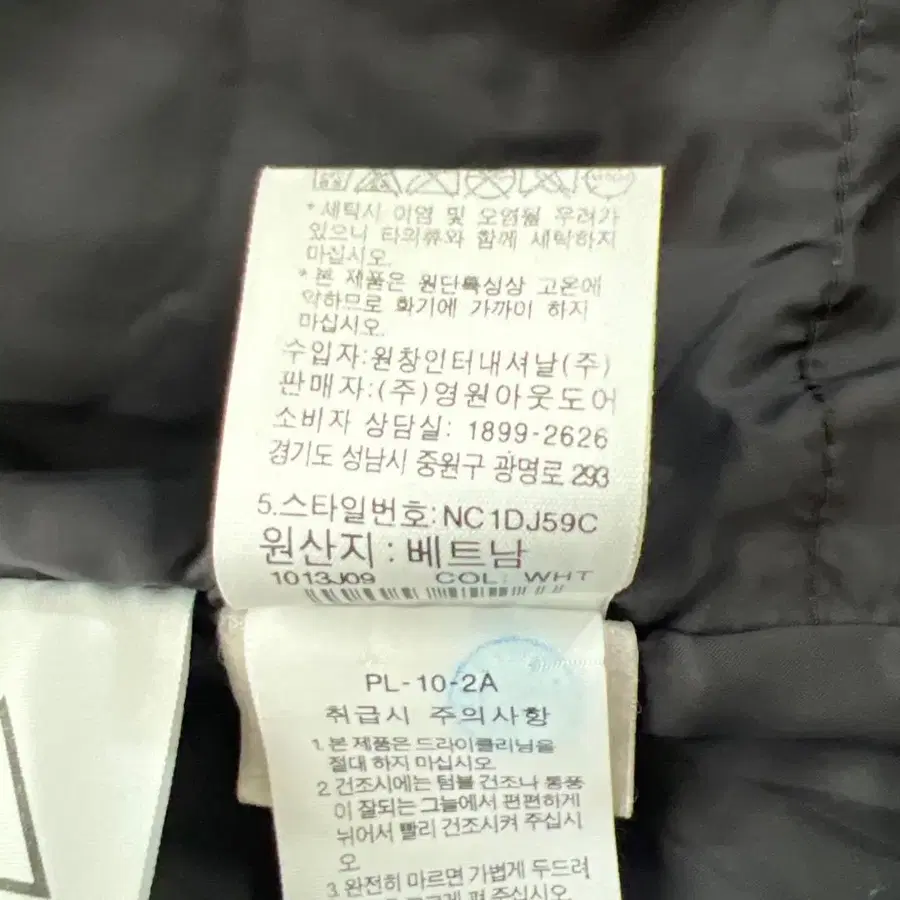 *세탁시 이염 및 오염될 우려가
있으니 타의류와 함께 세탁하지
마십시오.
*본 제품은 원단특성상 고온에
약하므로 화기에 가까이 하지
마십시오.
수입자:원창인터내셔날(주)
판매자:(주)영원아웃도어
소비자 상담실: 1899-2626
경기도 성남시 중원구 광명로 293
5.스타일번호:NC1DJ59C
원산지 : 베트남
1013J09 COL: WHT
PL-10-2A
취급시 주의사항
1. 본 제품은 드라이클리닝을
절대 하지 마십시오.
2. 건조시에는 텀블 건조나 통풍
이 잘되는 그늘에서 편편하게
뉘어서 빨리 건조시켜 주십시
오.
3. 완전히 마르면 가볍게 두드려
펴 주십시오.